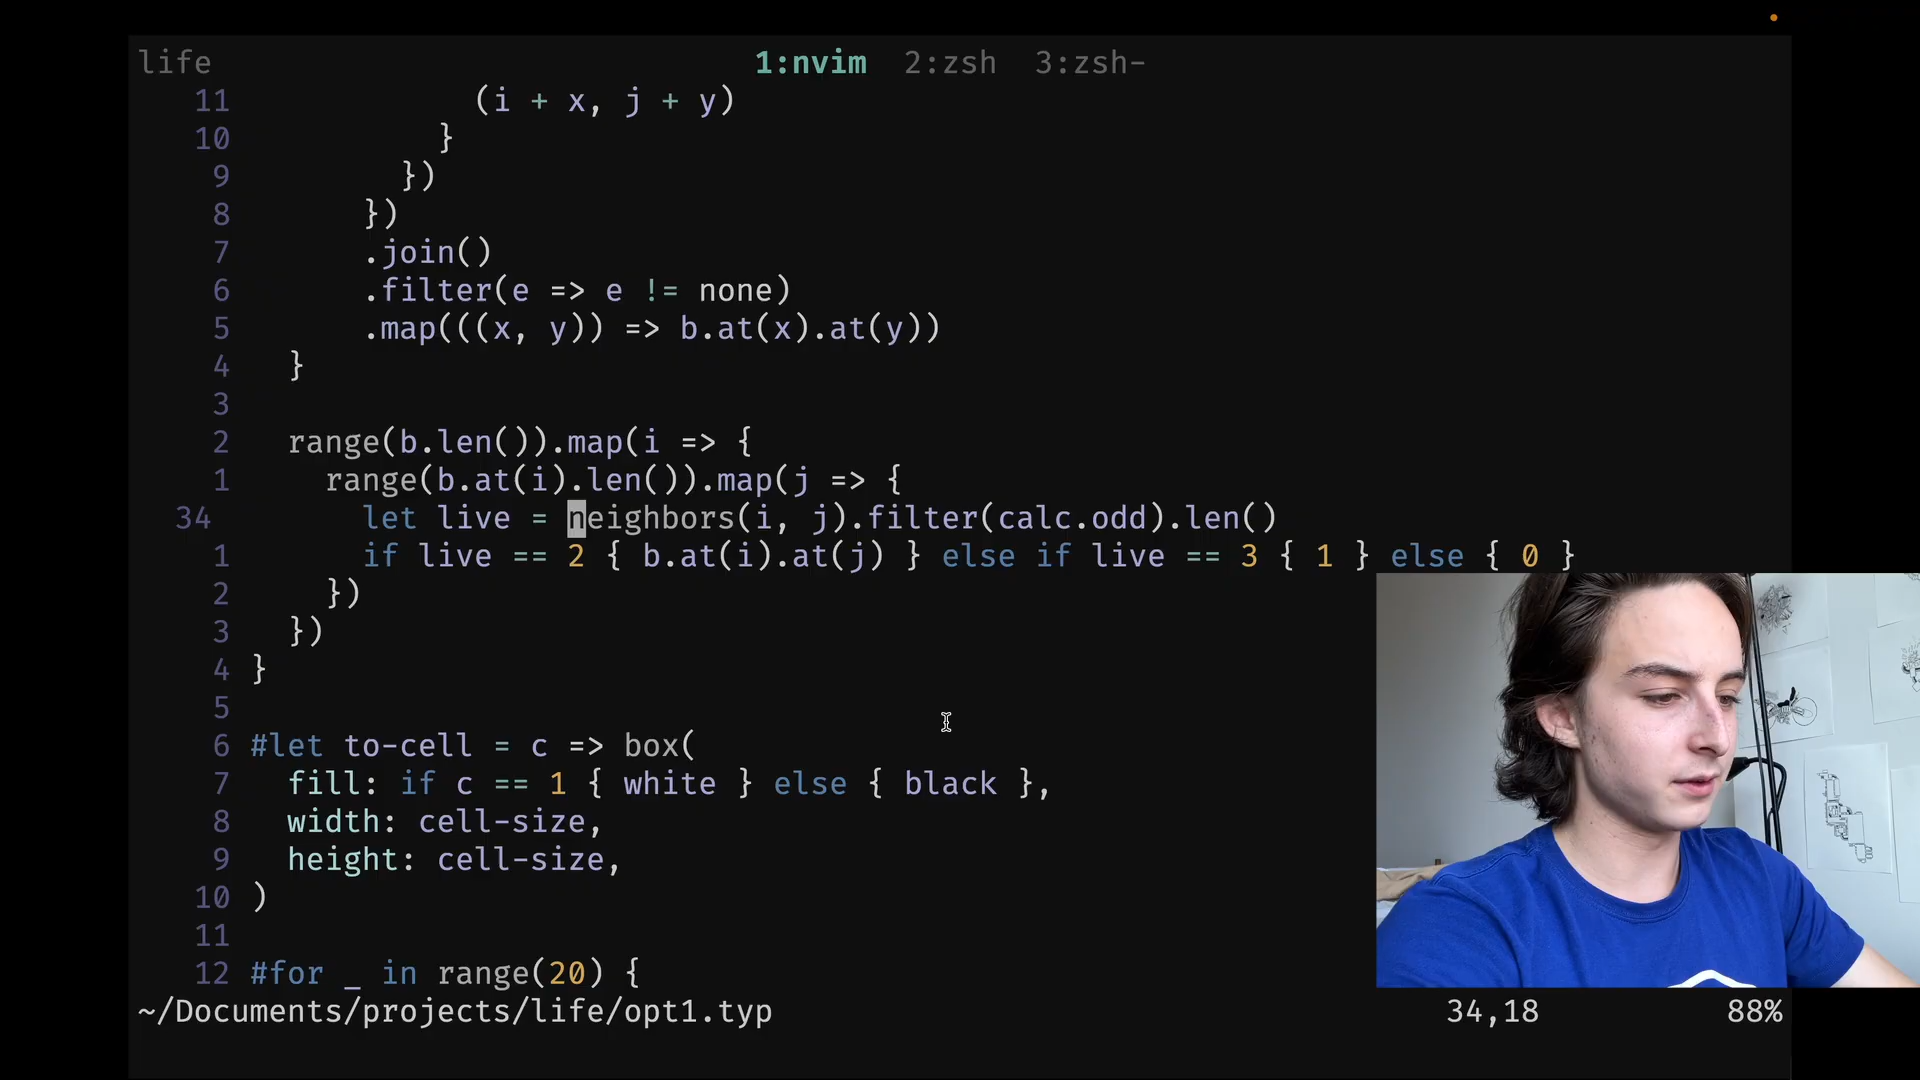 life 1:nvim 2:zsh 3:zsh-
11 (i + x, j + y)
10 }
9 })
8 })
7 .join()
6 .filter(e => e != none)
5 .map(((x, y)) => b.at(x).at(y))
4 }
3
2 range(b.len()).map(i => {
1 range(b.at(i).len()).map(j => {
34 let live = neighbors(i, j).filter(calc.odd).len()
1 if live == 2 { b.at(i).at(j) } else if live == 3 { 1 } else { 0 }
2 })
3 })
4 }
5
6 #let to-cell = c => box(
7 fill: if c == 1 { white } else { black },
8 width: cell-size,
9 height: cell-size,
10 )
11
12 #for _ in range(20) {
~/Documents/projects/life/opt1.typ 34,18 88%